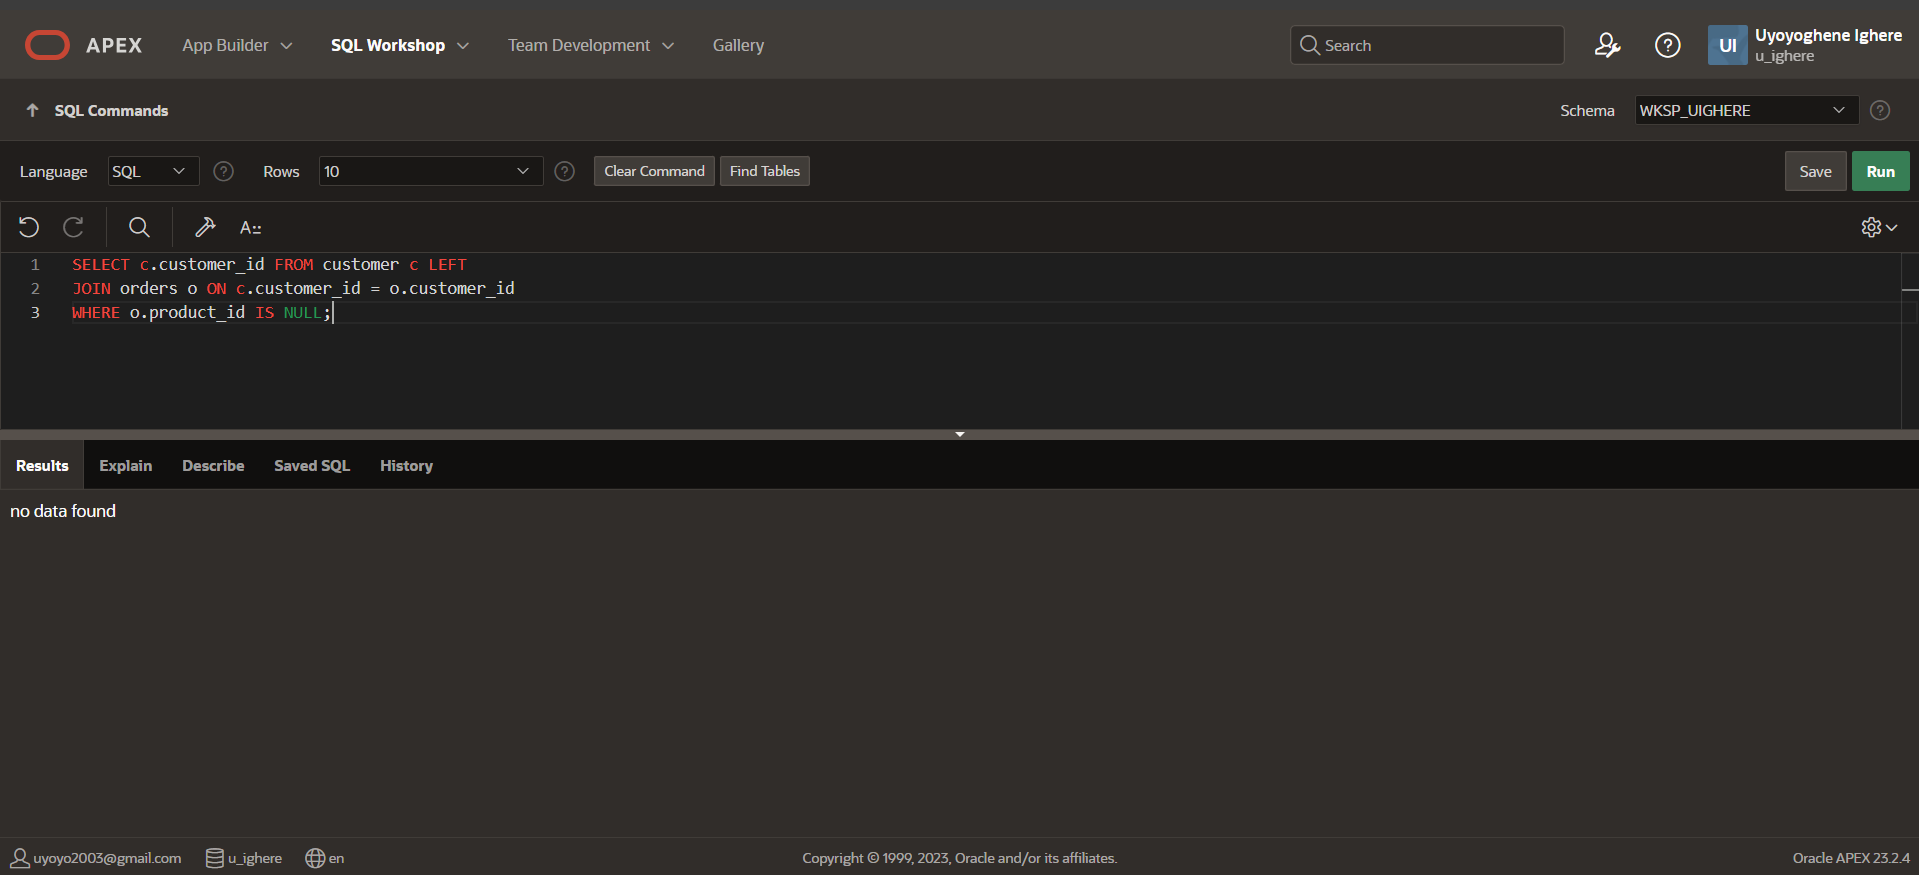 APEX App Builder SQL Workshop Team Development Gallery Search UI Uyoyoghene Ighere
u_ighere
SQL Commands Schema WKSP_UIGHERE
Language SQL Rows 10 Clear Command Find Tables Save Run
A
1 SELECT c.customer_id FROM customer c LEFT
2 JOIN orders o ON c.customer_id = o.customer_id
3 WHERE o.product_id IS NULL;
Results Explain Describe Saved SQL History
no data found
uyoyo2003@gmail.com u_ighere en Copyright © 1999, 2023, Oracle and/or its affiliates. Oracle APEX 23.2.4